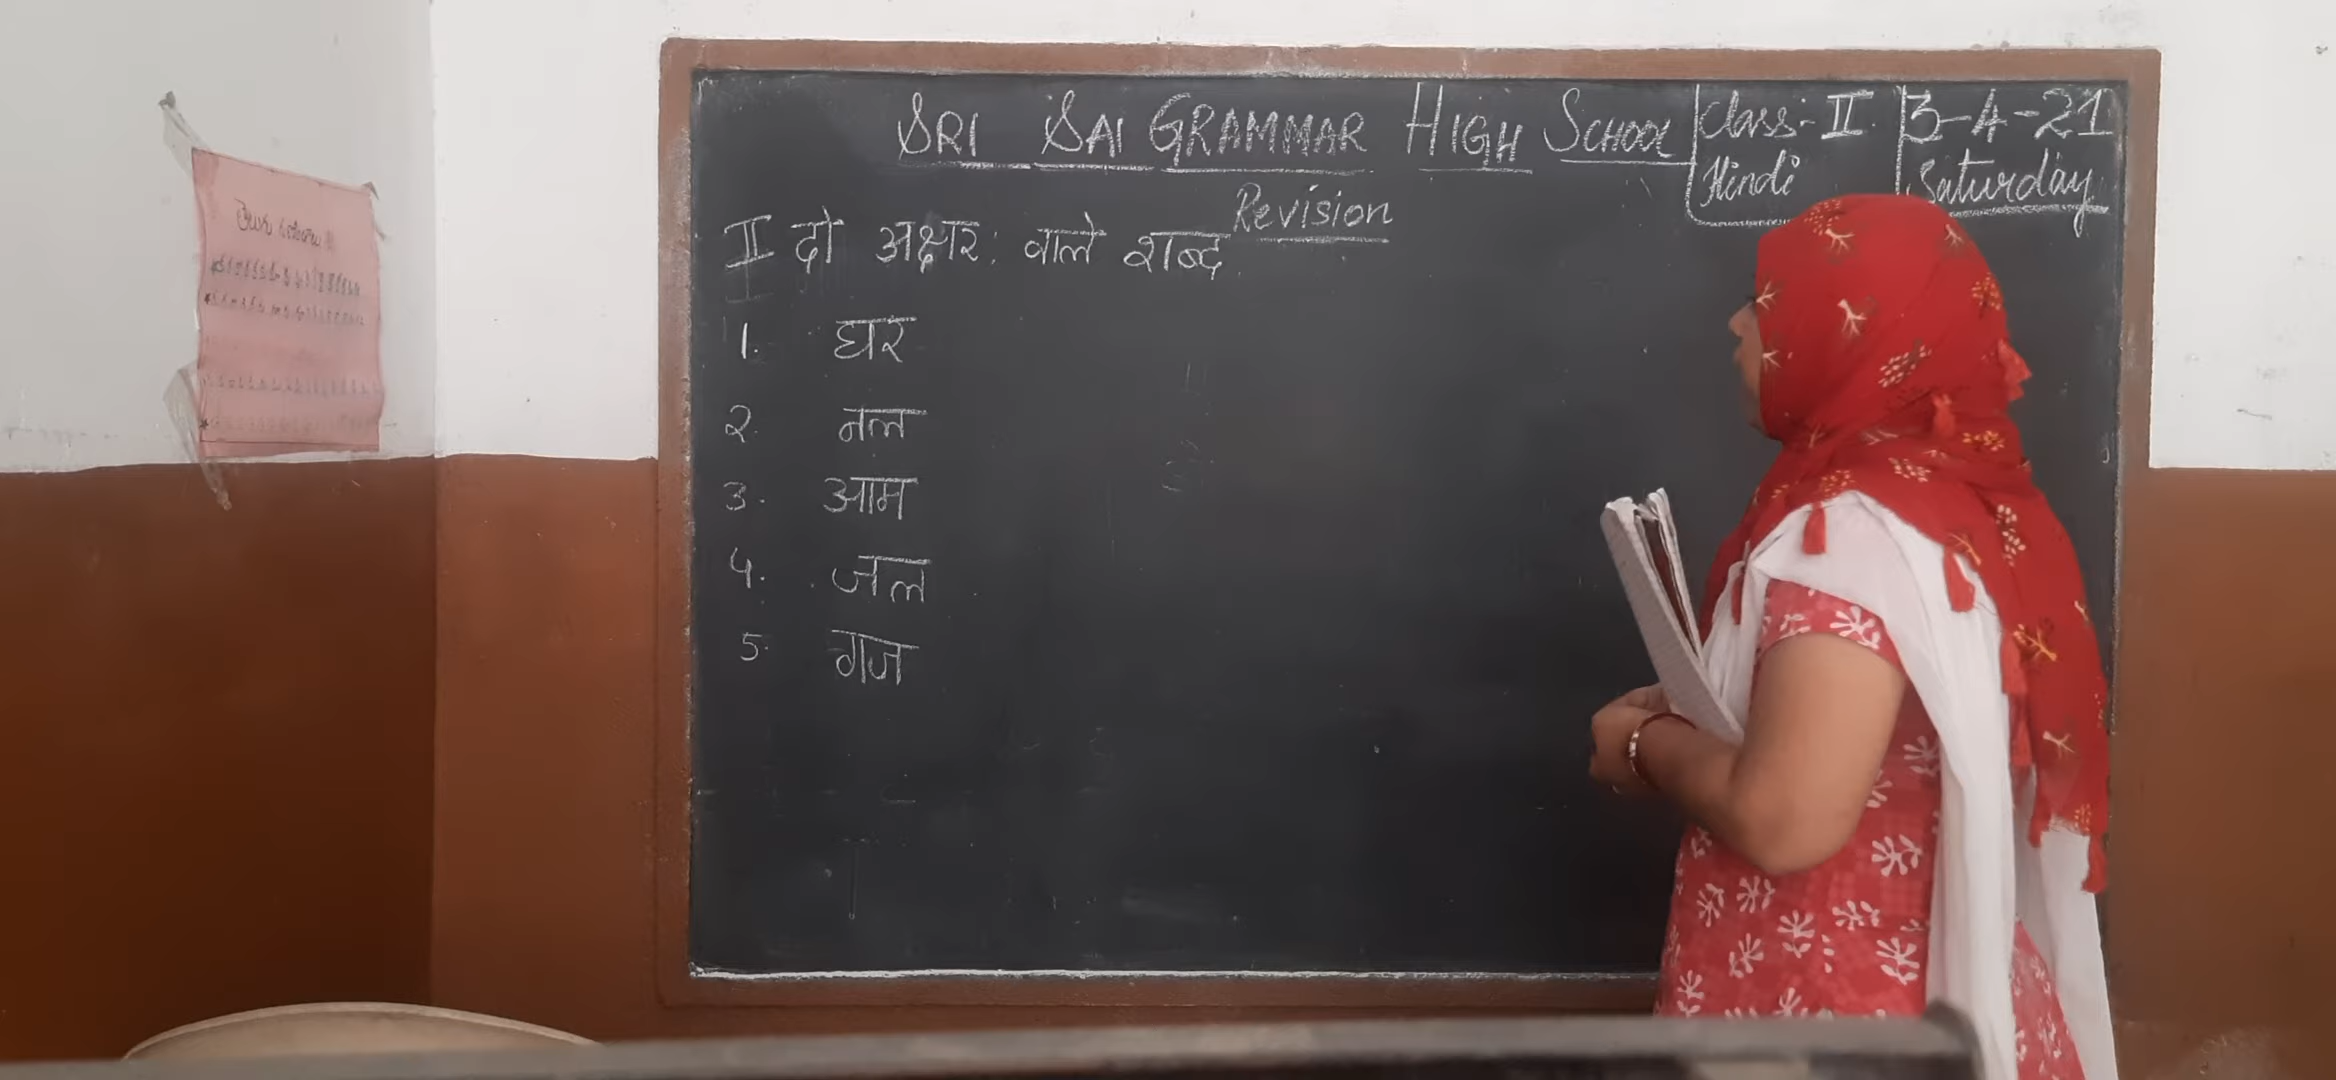 SRI SAI GRAMMAR HIGH SCHOOL
Class:- II
Hindi
3-4-21
Saturday
Revision
II दो अक्षर: वाले शब्द
1. घर
२. नल
3. आम
4. जल
5. गज